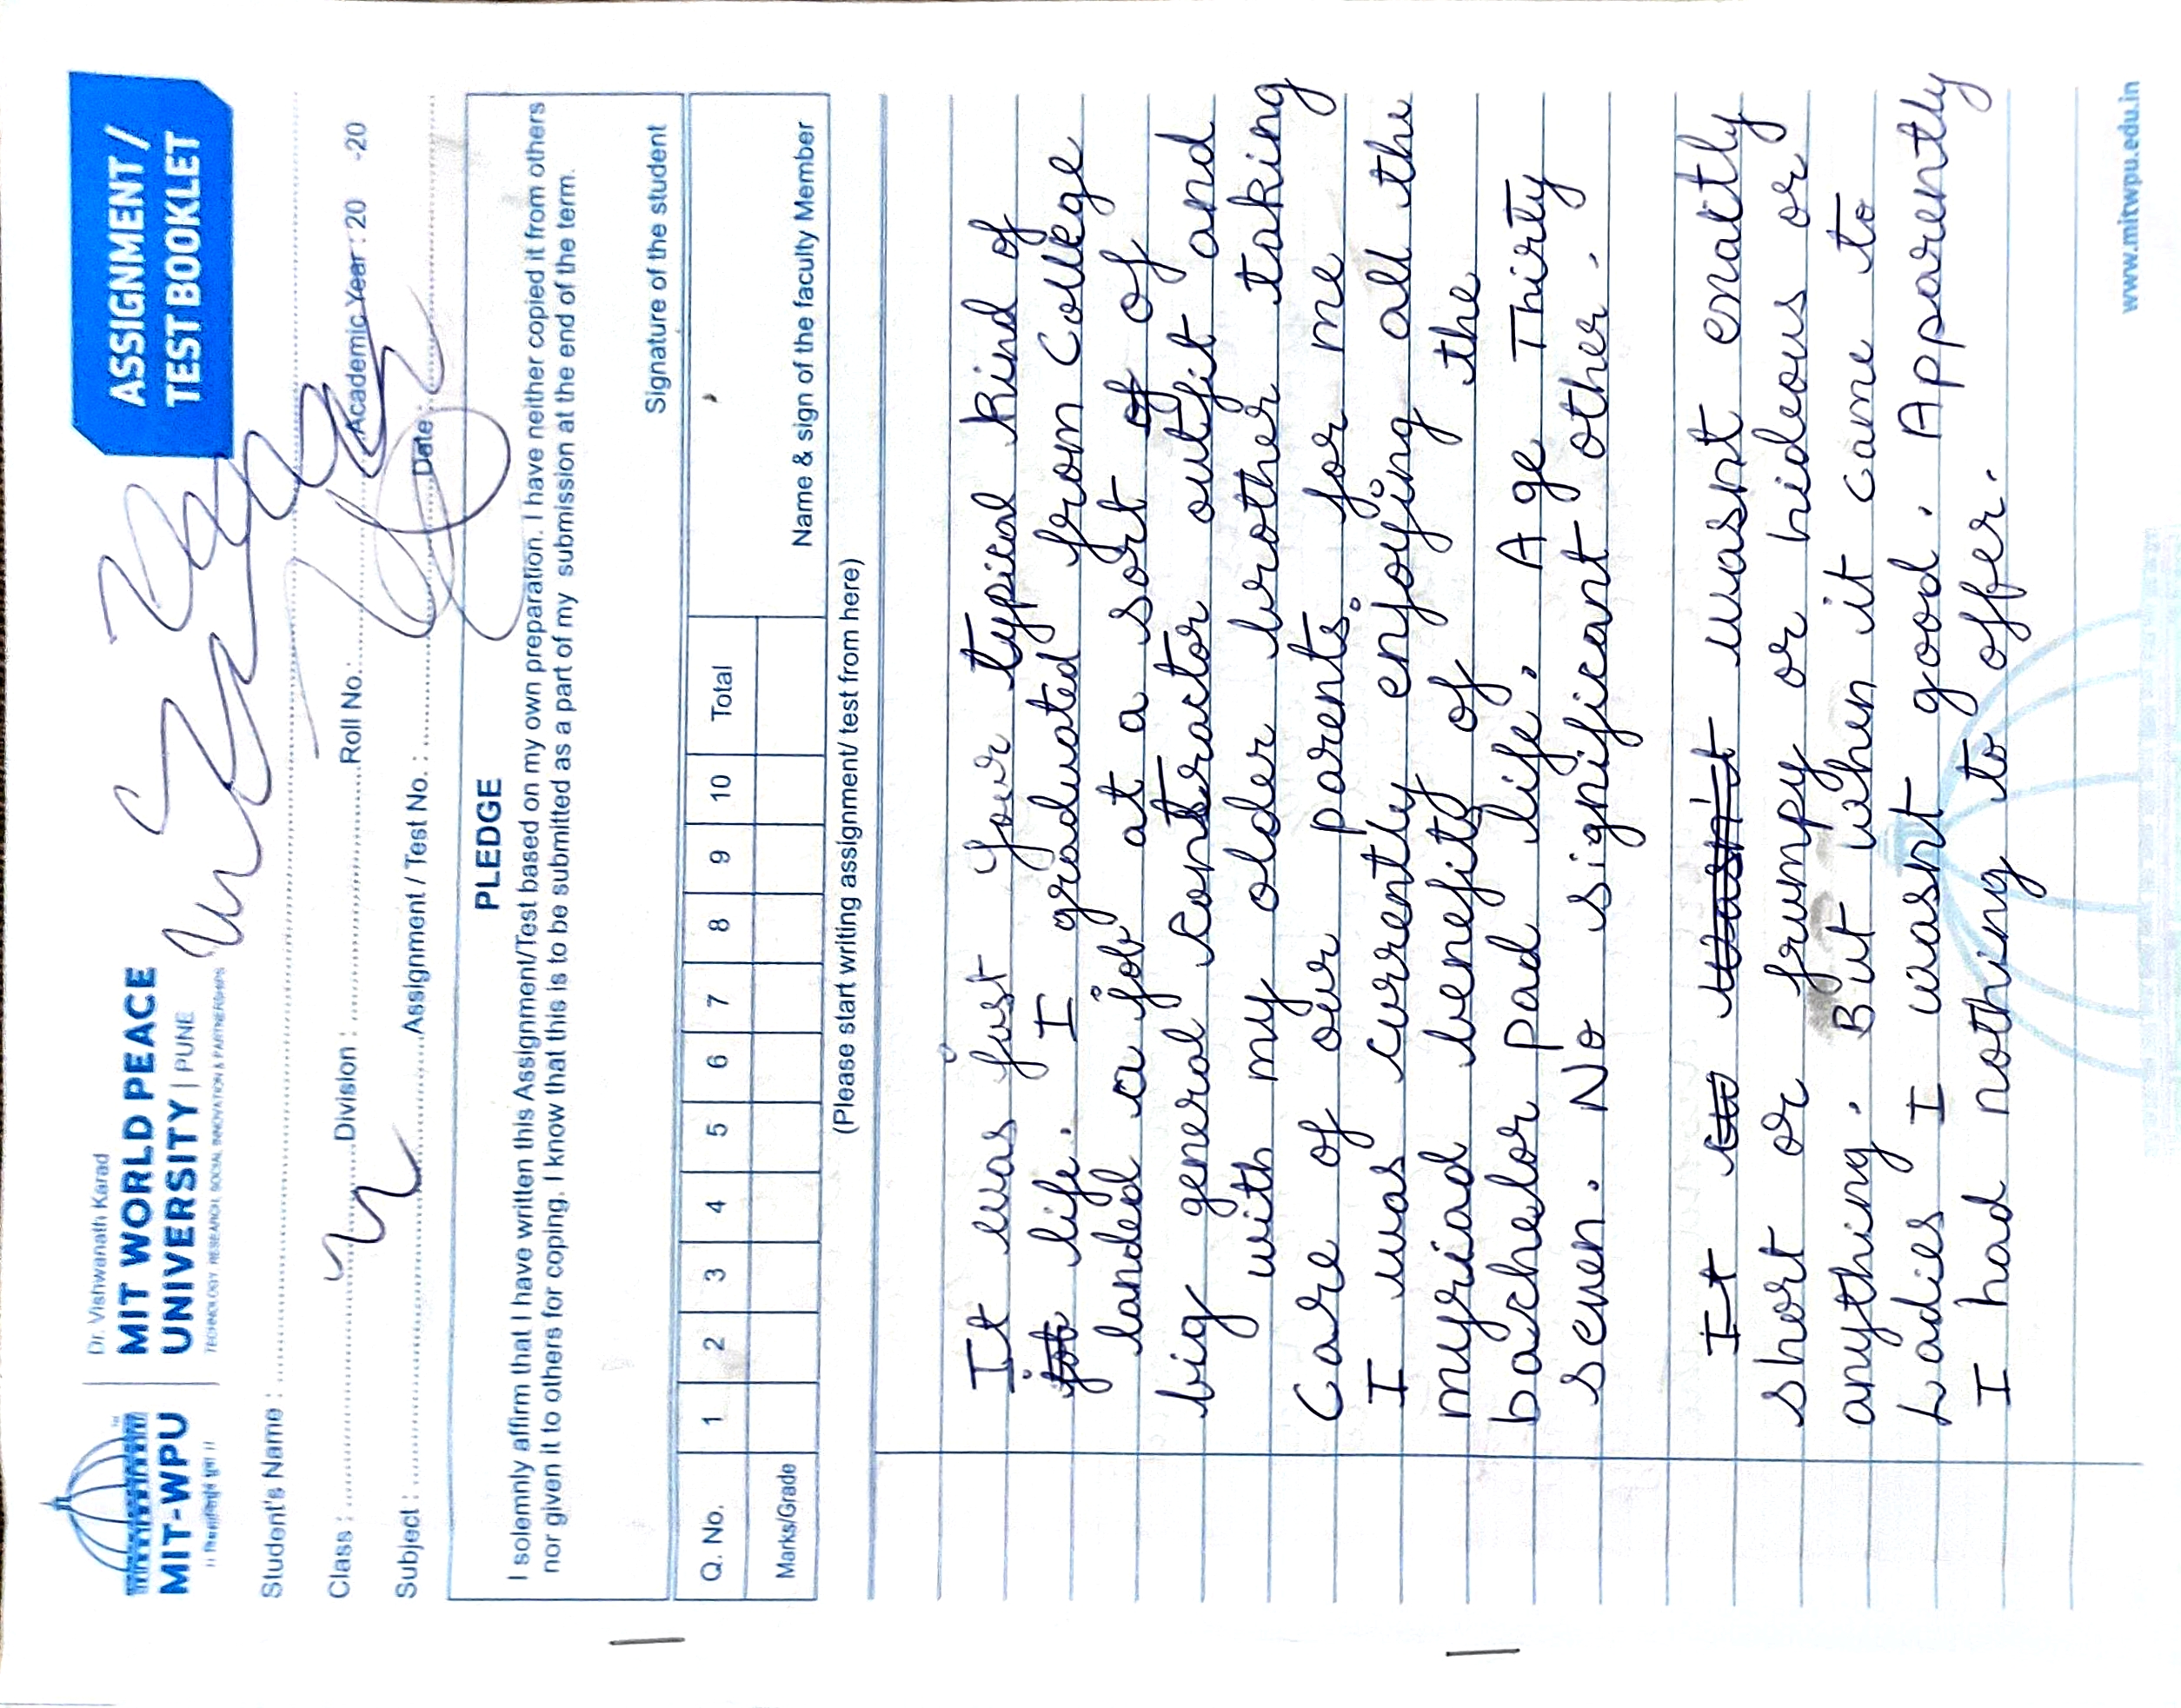 Dr. Vishwanath Karad
MIT WORLD PEACE
UNIVERSITY | PUNE
TECHNOLOGY, RESEARCH, SOCIAL INNOVATION & PARTNERSHIPS
MIT-WPU
ASSIGNMENT /
TEST BOOKLET
Student's Name :
Class : Division : Roll No.: Academic Year : 20 -20
Subject : Assignment / Test No. : Date :
PLEDGE
I solemnly affirm that I have written this Assignment/Test based on my own preparation. I have neither copied it from others
nor given it to others for coping. I know that this is to be submitted as a part of my submission at the end of the term.
Signature of the student
Q. No. 1 2 3 4 5 6 7 8 9 10 Total
Marks/Grade
Name & sign of the faculty Member
(Please start writing assignment/ test from here)
It was just your typical kind of
job life. I graduated from College
landed a job at a sort of of
big general contractor outfit and
with my older brother taking
Care of our parents. for me
I was currently enjoying all the
myriad benefits of the
bachelor pad life. Age Thirty
seven. No significant other.
It w wasn't wasnt exactly
short or frumpy or hideous or
anything. But when it came to
Ladies I wasnt good. Apparently
I had nothing to offer.
www.mitwpu.edu.in